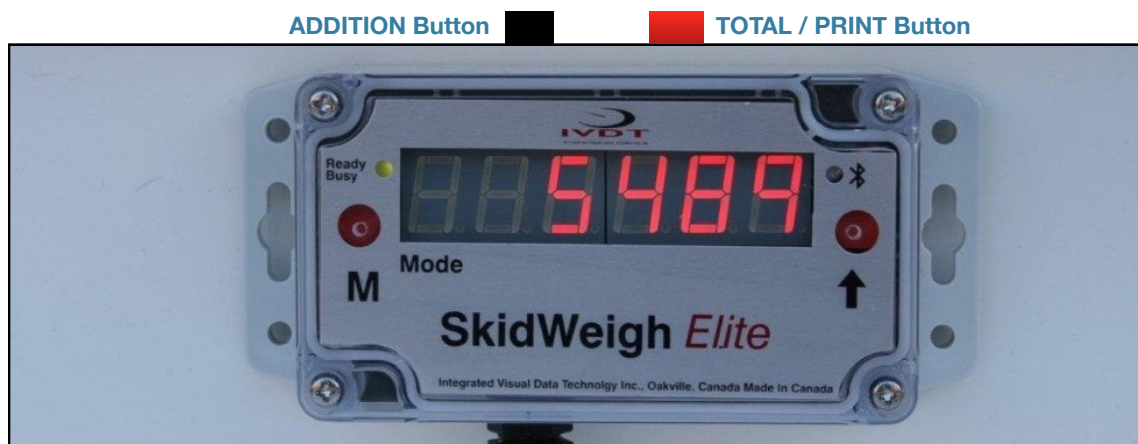 ADDITION Button TOTAL / PRINT Button
IVDT
Ready
Busy
5489
Mode
M
SkidWeigh Elite
Integrated Visual Data Technolgy Inc., Oakville, Canada Made In Canada